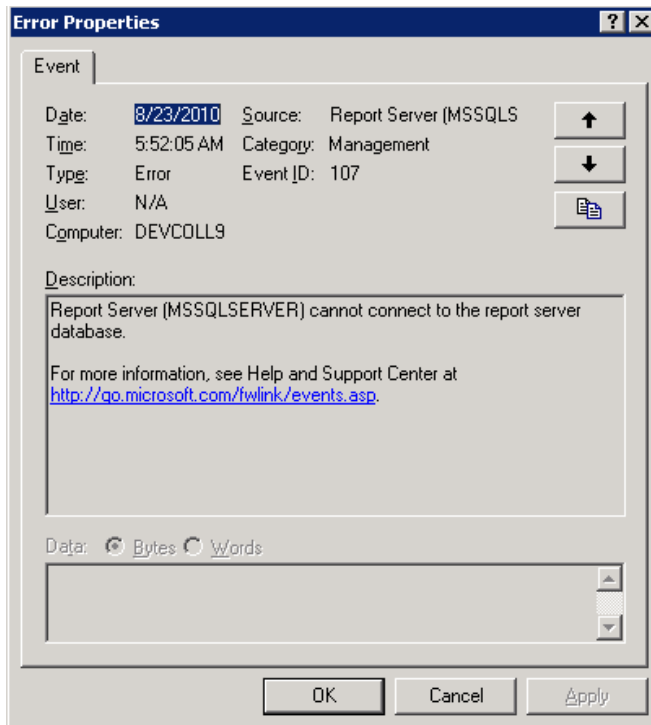 Error Properties
Event
Date: 8/23/2010 Source: Report Server (MSSQLS
Time: 5:52:05 AM Category: Management
Type: Error Event ID: 107
User: N/A
Computer: DEVCOLL9
Description:
Report Server (MSSQLSERVER) cannot connect to the report server
database.
For more information, see Help and Support Center at
http://go.microsoft.com/fwlink/events.asp.
Data: Bytes Words
OK Cancel Apply